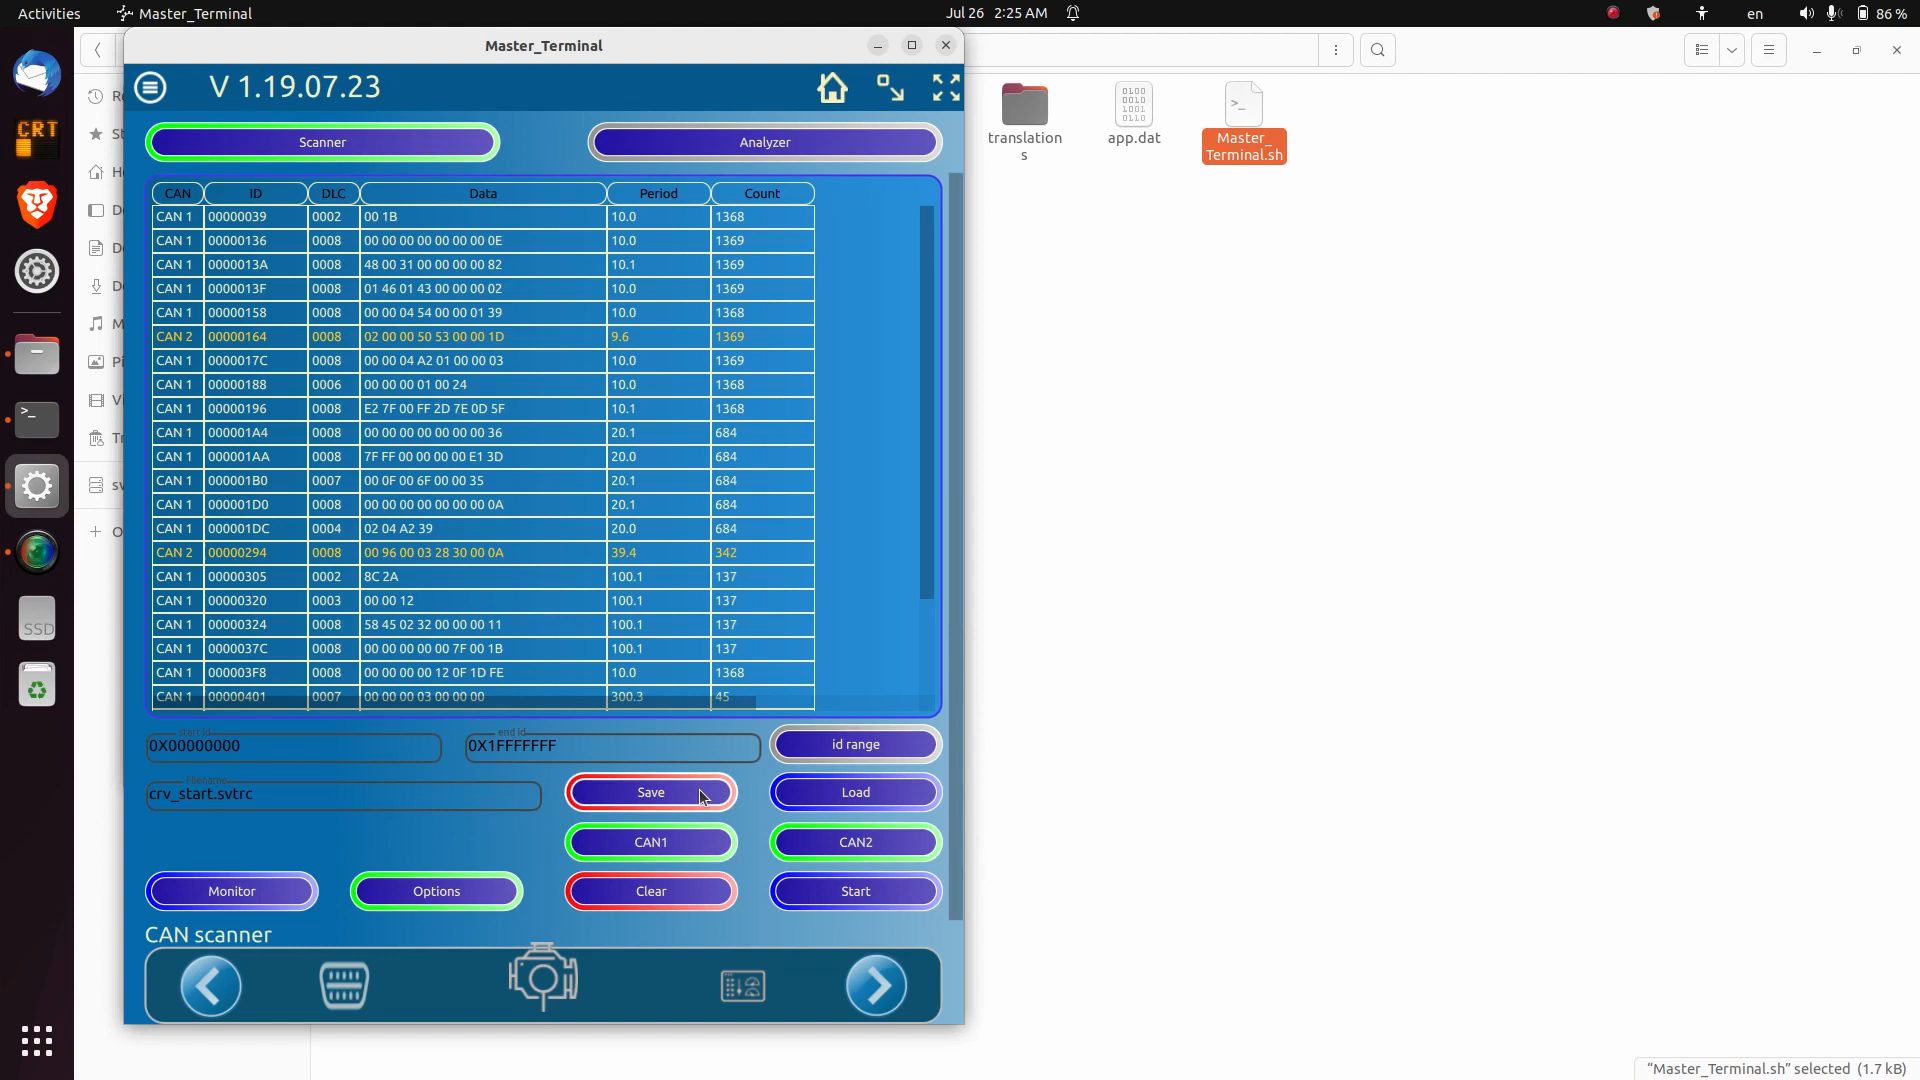 Activities Master_Terminal Jul 26 2:25 AM en 86 %
Master_Terminal
V 1.19.07.23
Scanner Analyzer
CAN ID DLC Data Period Count
CAN 1 00000039 0002 00 1B 10.0 1368
CAN 1 00000136 0008 00 00 00 00 00 00 00 0E 10.0 1369
CAN 1 0000013A 0008 48 00 31 00 00 00 00 82 10.1 1369
CAN 1 0000013F 0008 01 46 01 43 00 00 00 02 10.0 1369
CAN 1 00000158 0008 00 00 04 54 00 00 01 39 10.0 1368
CAN 2 00000164 0008 02 00 00 50 53 00 00 1D 9.6 1369
CAN 1 0000017C 0008 00 00 04 A2 01 00 00 03 10.0 1369
CAN 1 00000188 0006 00 00 00 01 00 24 10.0 1368
CAN 1 00000196 0008 E2 7F 00 FF 2D 7E 0D 5F 10.1 1368
CAN 1 000001A4 0008 00 00 00 00 00 00 00 36 20.1 684
CAN 1 000001AA 0008 7F FF 00 00 00 00 E1 3D 20.0 684
CAN 1 000001B0 0007 00 0F 00 6F 00 00 35 20.1 684
CAN 1 000001D0 0008 00 00 00 00 00 00 00 0A 20.1 684
CAN 1 000001DC 0004 02 04 A2 39 20.0 684
CAN 2 00000294 0008 00 96 00 03 28 30 00 0A 39.4 342
CAN 1 00000305 0002 8C 2A 100.1 137
CAN 1 00000320 0003 00 00 12 100.1 137
CAN 1 00000324 0008 58 45 02 32 00 00 00 11 100.1 137
CAN 1 0000037C 0008 00 00 00 00 00 7F 00 1B 100.1 137
CAN 1 000003F8 0008 00 00 00 00 12 0F 1D FE 10.0 1368
CAN 1 00000401 0007 00 00 00 03 00 00 00 300.3 45
start id end id
0X00000000 0X1FFFFFFF id range
Filename
crv_start.svtrc Save Load
CAN1 CAN2
Monitor Options Clear Start
CAN scanner
CRT
SSD
translation
s
app.dat
Master_
Terminal.sh
"Master_Terminal.sh" selected (1.7 kB)